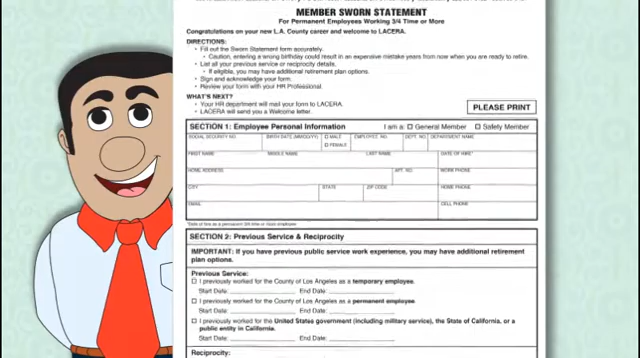 MEMBER SWORN STATEMENT
For Permanent Employees Working 3/4 Time or More
Congratulations on your new L.A. County career and welcome to LACERA.
DIRECTIONS:
• Fill out the Sworn Statement form accurately.
• Caution, entering a wrong birthday could result in an expensive mistake years from now when you are ready to retire.
• List all your previous service or reciprocity details.
• If eligible, you may have additional retirement plan options.
• Sign and acknowledge your form.
• Review your form with your HR Professional.
WHAT'S NEXT?
• Your HR department will mail your form to LACERA.
• LACERA will send you a Welcome letter.
PLEASE PRINT
SECTION 1: Employee Personal Information I am a: ☐ General Member ☐ Safety Member
SOCIAL SECURITY NO. BIRTH DATE (MM/DD/YY) ☐ MALE ☐ FEMALE EMPLOYEE NO. DEPT. NO. DEPARTMENT NAME
FIRST NAME MIDDLE NAME LAST NAME DATE OF HIRE*
HOME ADDRESS APT. NO. WORK PHONE
CITY STATE ZIP CODE HOME PHONE
EMAIL CELL PHONE
*Date of hire as a permanent 3/4 time or more employee.
SECTION 2: Previous Service & Reciprocity
IMPORTANT: If you have previous public service work experience, you may have additional retirement
plan options.
Previous Service:
☐ I previously worked for the County of Los Angeles as a temporary employee.
Start Date: End Date:
☐ I previously worked for the County of Los Angeles as a permanent employee.
Start Date: End Date:
☐ I previously worked for the United States government (including military service), the State of California, or a
public entity in California.
Start Date: End Date:
Reciprocity: